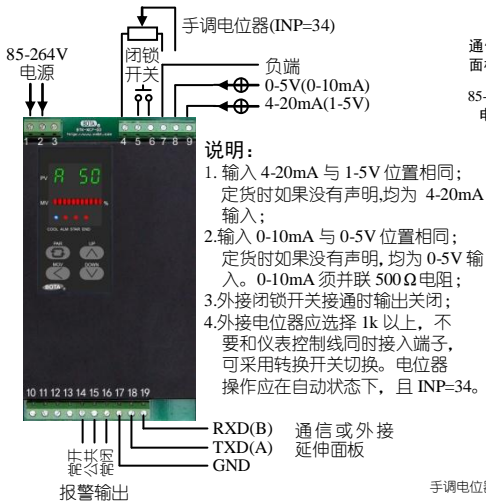 手调电位器(INP=34)
85-264V
电源
闭锁
开关
负端
0-5V(0-10mA)
4-20mA(1-5V)
通
面
85-
电
1 2 3
4 5 6 7 8 9
BOTA
PV
A 50
MV
%
COOL ALM STAR END
PAR
UP
MOV
DOWN
BOTA
说明：
1. 输入 4-20mA 与 1-5V 位置相同；
定货时如果没有声明,均为 4-20mA
输入；
2.输入 0-10mA 与 0-5V 位置相同；
定货时如果没有声明, 均为 0-5V 输
入。0-10mA 须并联 500Ω 电阻；
3.外接闭锁开关接通时输出关闭；
4.外接电位器应选择 1k 以上，不
要和仪表控制线同时接入端子，
可采用转换开关切换。电位器
操作应在自动状态下，且 INP=34。
10 11 12 13 14 15 16 17 18 19
常开
公共
常闭
报警输出
RXD(B)
TXD(A)
GND
通信或外接
延伸面板
手调电位器